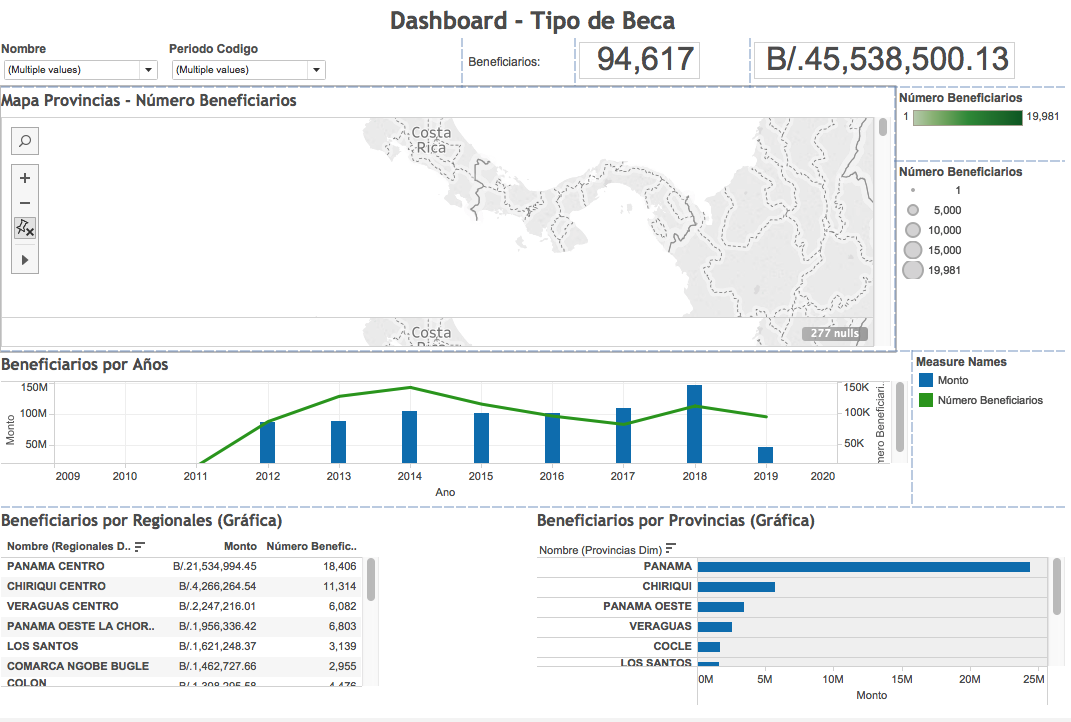 Dashboard - Tipo de Beca
Nombre
(Multiple values)
Periodo Codigo
(Multiple values)
Beneficiarios:
94,617
B/.45,538,500.13
Mapa Provincias - Número Beneficiarios
Costa
Rica
Costa
277 nulls
Número Beneficiarios
1 19,981
Número Beneficiarios
1
5,000
10,000
15,000
19,981
Beneficiarios por Años
Monto
150M
100M
50M
150K
100K
50K
2009 2010 2011 2012 2013 2014 2015 2016 2017 2018 2019 2020
Ano
Measure Names
Monto
Número Beneficiarios
Beneficiarios por Regionales (Gráfica)
Nombre (Regionales D.. Monto Número Benefic..
PANAMA CENTRO B/.21,534,994.45 18,406
CHIRIQUI CENTRO B/.4,266,264.54 11,314
VERAGUAS CENTRO B/.2,247,216.01 6,082
PANAMA OESTE LA CHOR.. B/.1,956,336.42 6,803
LOS SANTOS B/.1,621,248.37 3,139
COMARCA NGOBE BUGLE B/.1,462,727.66 2,955
COLON
Beneficiarios por Provincias (Gráfica)
Nombre (Provincias Dim)
PANAMA
CHIRIQUI
PANAMA OESTE
VERAGUAS
COCLE
LOS SANTOS
0M 5M 10M 15M 20M 25M
Monto